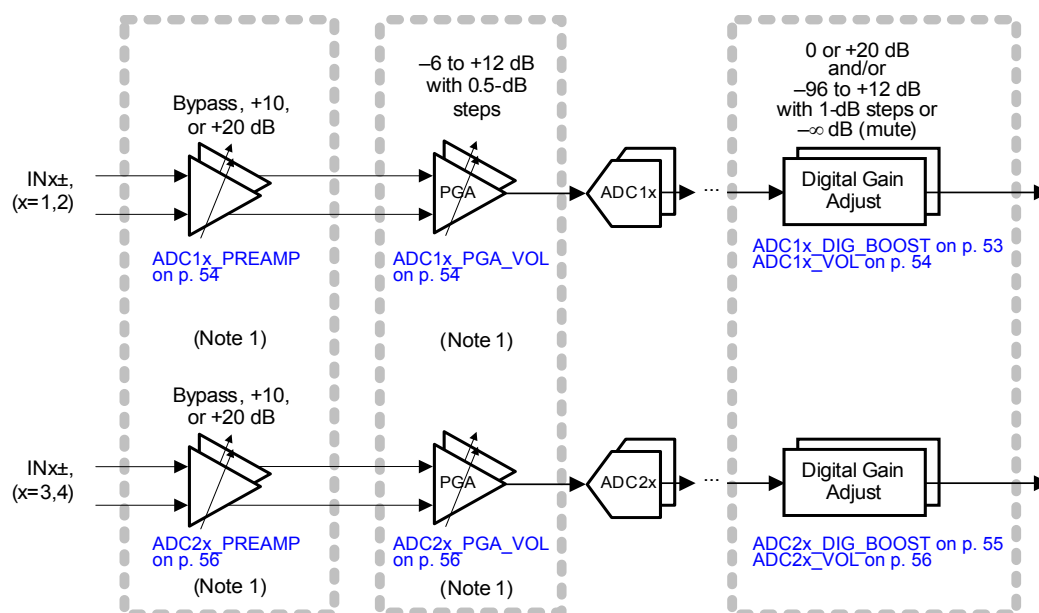 –6 to +12 dB
with 0.5-dB
steps
0 or +20 dB
and/or
–96 to +12 dB
with 1-dB steps or
–∞ dB (mute)
Bypass, +10,
or +20 dB
INx±,
(x=1,2)
PGA
ADC1x
...
Digital Gain
Adjust
ADC1x_PREAMP
on p. 54
ADC1x_PGA_VOL
on p. 54
ADC1x_DIG_BOOST on p. 53
ADC1x_VOL on p. 54
(Note 1)
(Note 1)
Bypass, +10,
or +20 dB
INx±,
(x=3,4)
PGA
ADC2x
...
Digital Gain
Adjust
ADC2x_PREAMP
on p. 56
ADC2x_PGA_VOL
on p. 56
ADC2x_DIG_BOOST on p. 55
ADC2x_VOL on p. 56
(Note 1)
(Note 1)